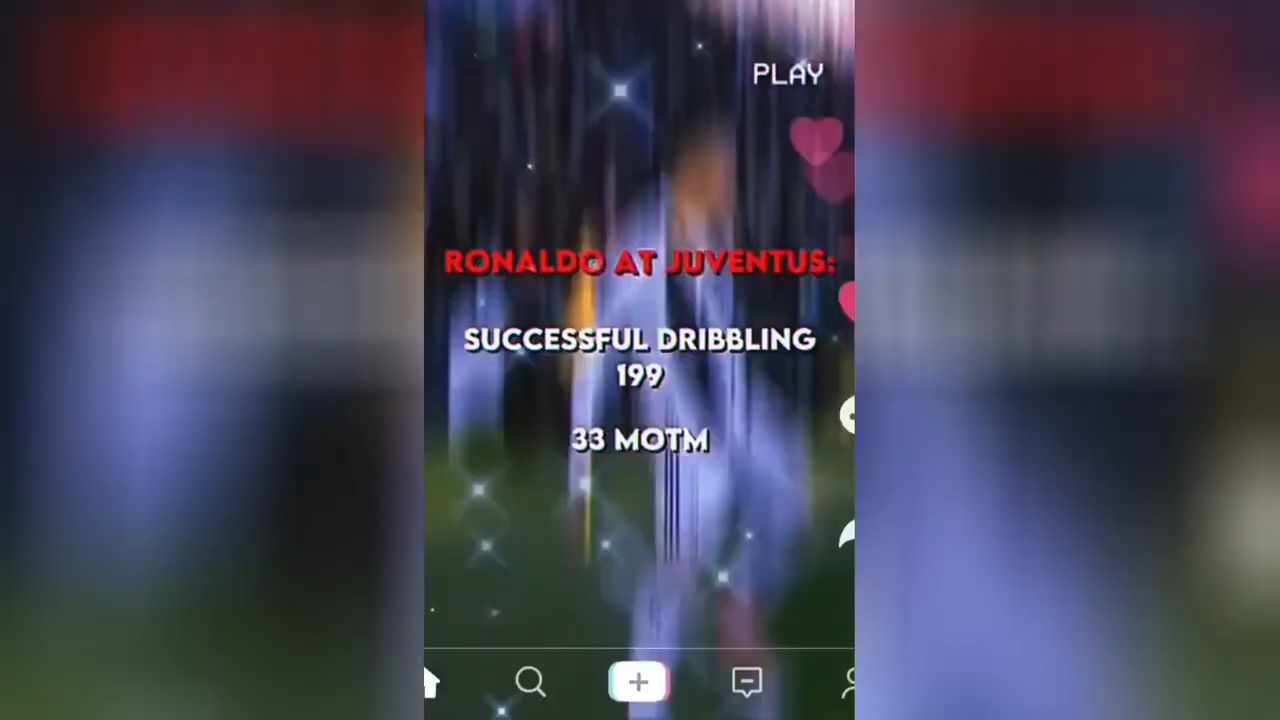 PLAY
RONALDO AT JUVENTUS:
SUCCESSFUL DRIBBLING
199
33 MOTM